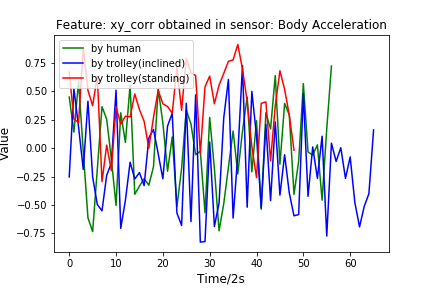 Feature: xy_corr obtained in sensor: Body Acceleration
by human
by trolley(inclined)
by trolley(standing)
0.75
0.50
0.25
0.00
−0.25
−0.50
−0.75
Value
0 10 20 30 40 50 60
Time/2s